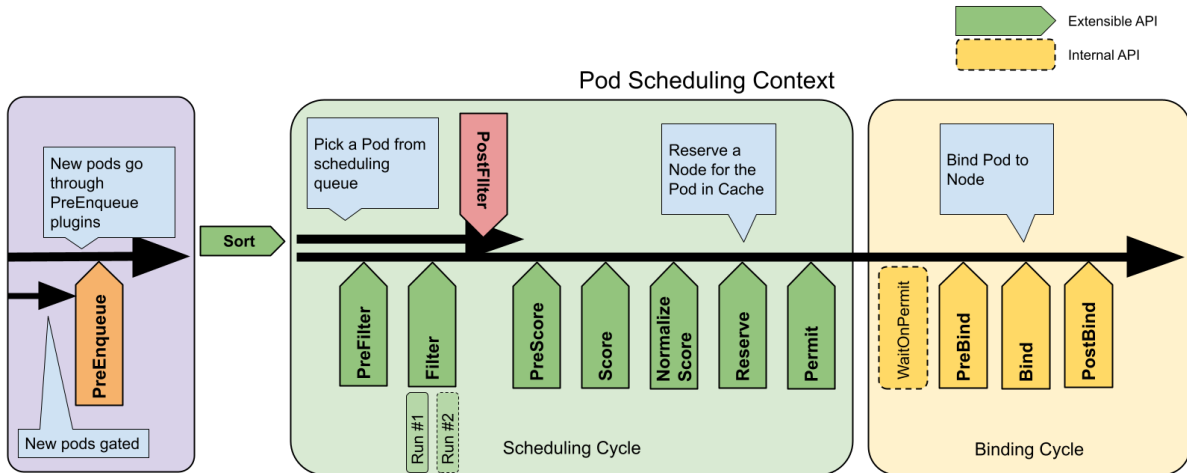 Extensible API
Internal API
Pod Scheduling Context
New pods go
through
PreEnqueue
plugins
PreEnqueue
New pods gated
Sort
Pick a Pod from
scheduling
queue
PostFIlter
Reserve a
Node for the
Pod in Cache
PreFilter
Filter
Run #1
Run #2
PreScore
Score
Normalize
Score
Reserve
Permit
Scheduling Cycle
Bind Pod to
Node
WaitOnPermit
PreBind
Bind
PostBind
Binding Cycle